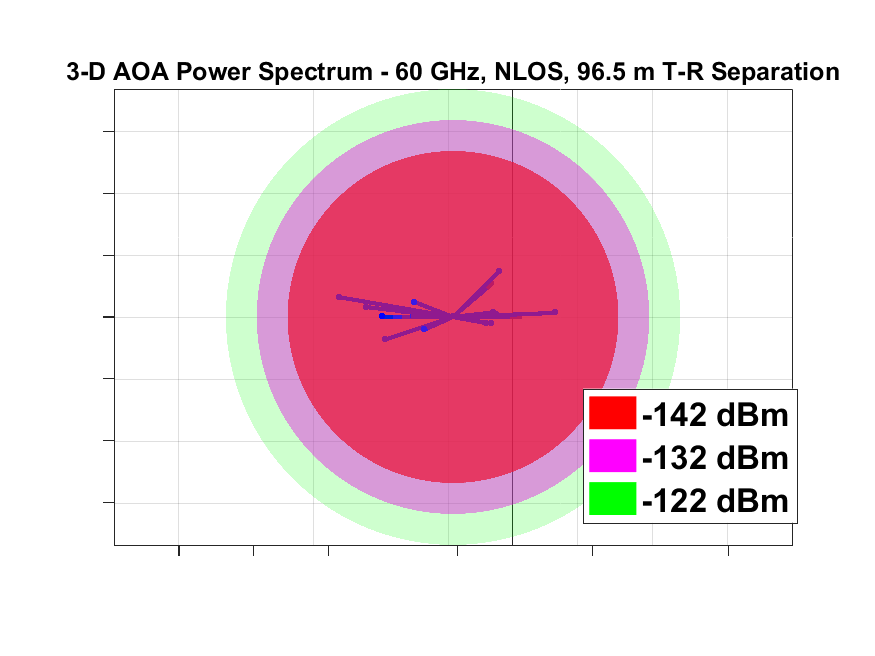 3-D AOA Power Spectrum - 60 GHz, NLOS, 96.5 m T-R Separation
-142 dBm
-132 dBm
-122 dBm